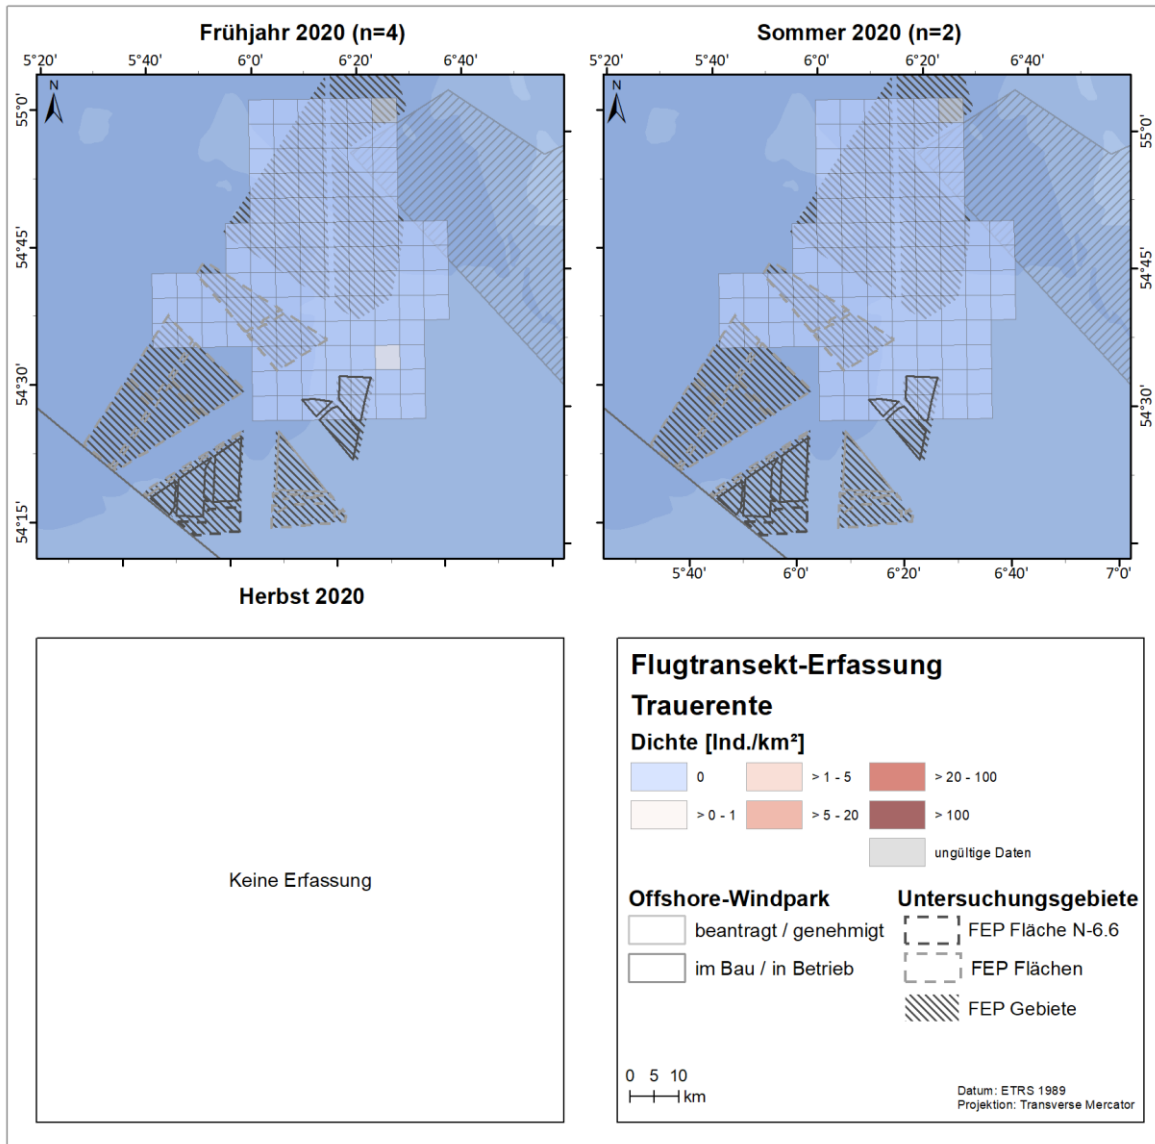 Frühjahr 2020 (n=4)
Sommer 2020 (n=2)
5°20' 5°40' 6°0' 6°20' 6°40'
5°40' 6°0' 6°20' 6°40'
N
N
55°0'
54°45'
54°30'
54°15'
55°0'
54°45'
54°30'
5°40' 6°0' 6°20' 6°40' 7°0'
Herbst 2020
Keine Erfassung
Flugtransekt-Erfassung
Trauerente
Dichte [Ind./km²]
0 > 1 - 5 > 20 - 100
> 0 - 1 > 5 - 20 > 100
ungültige Daten
Offshore-Windpark
beantragt / genehmigt
im Bau / in Betrieb
Untersuchungsgebiete
FEP Fläche N-6.6
FEP Flächen
FEP Gebiete
0 5 10
km
Datum: ETRS 1989
Projektion: Transverse Mercator